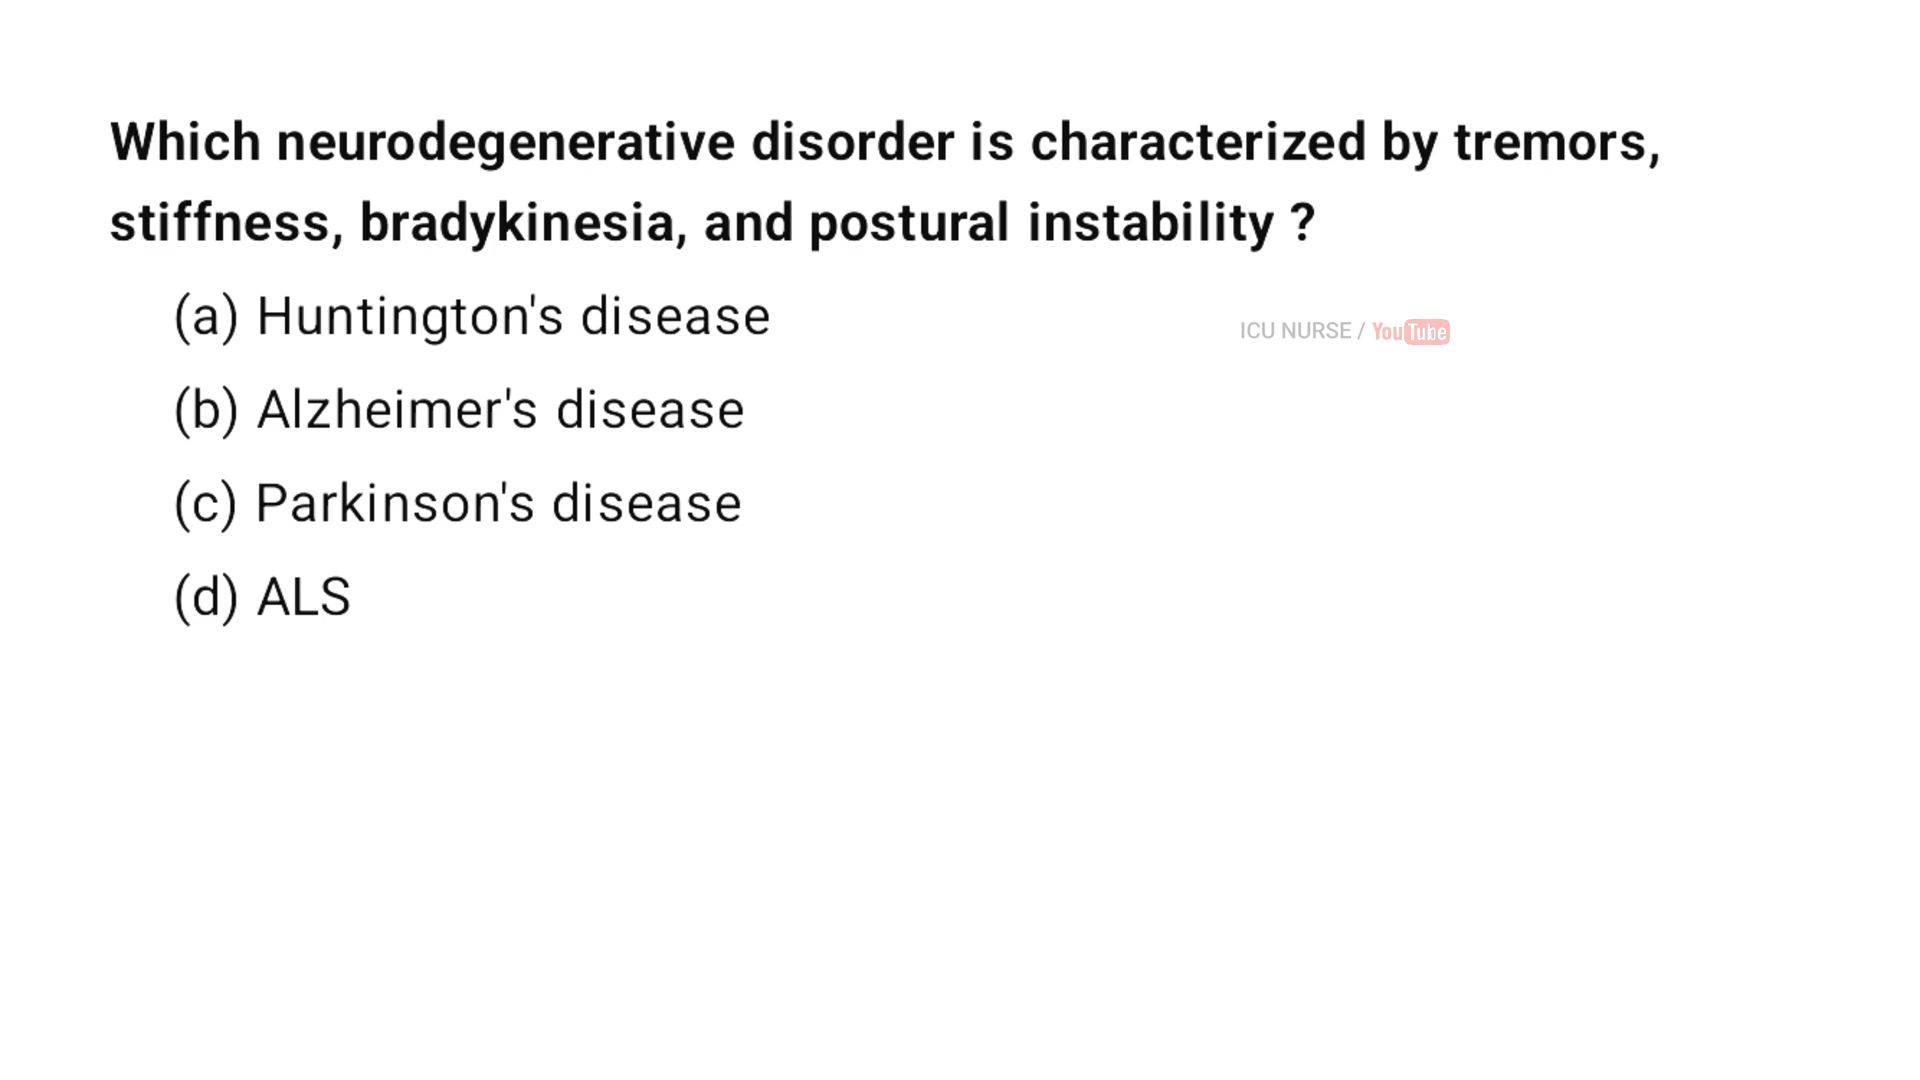 Which neurodegenerative disorder is characterized by tremors,
stiffness, bradykinesia, and postural instability ?
(a) Huntington's disease
ICU NURSE / YouTube
(b) Alzheimer's disease
(c) Parkinson's disease
(d) ALS